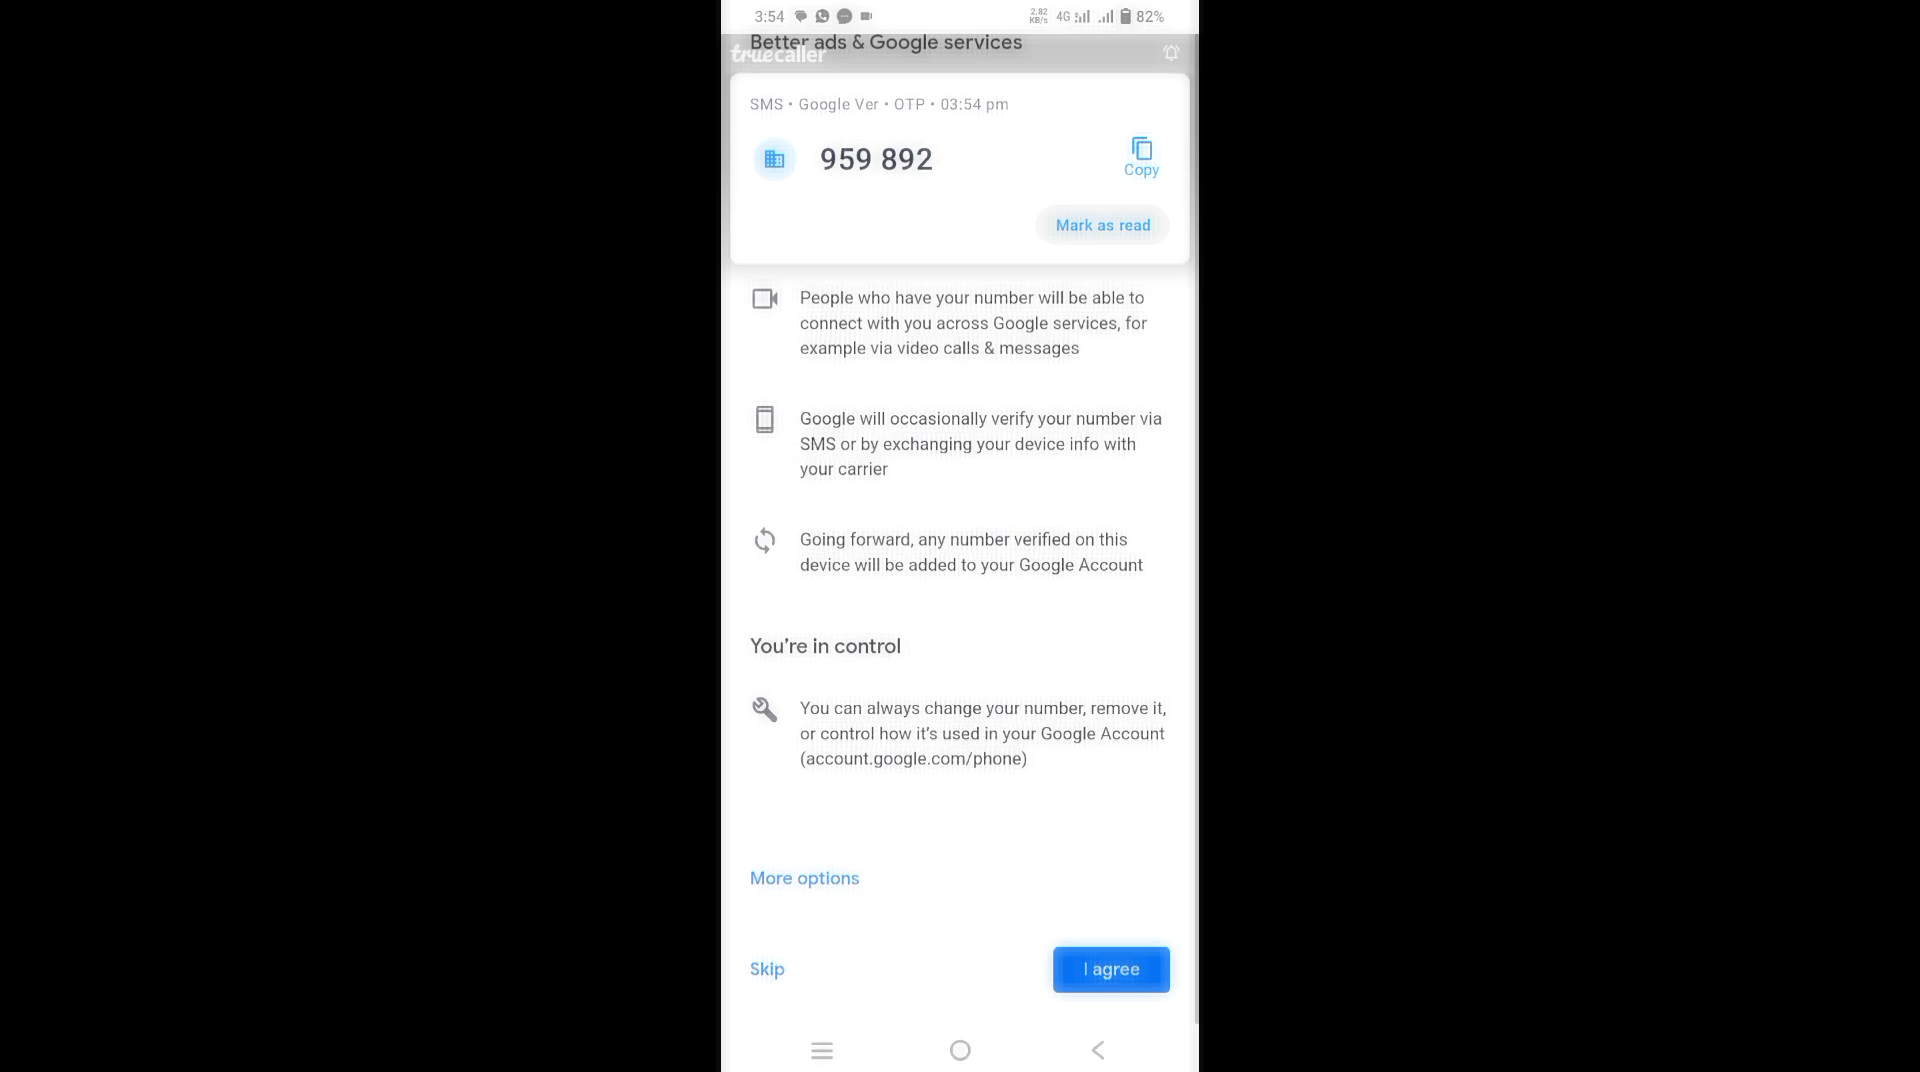 3:54 2.82 KB/s 4G 82%
Better ads & Google services
truecaller
SMS • Google Ver • OTP • 03:54 pm
959 892
Copy
Mark as read
People who have your number will be able to
connect with you across Google services, for
example via video calls & messages
Google will occasionally verify your number via
SMS or by exchanging your device info with
your carrier
Going forward, any number verified on this
device will be added to your Google Account
You're in control
You can always change your number, remove it,
or control how it's used in your Google Account
(account.google.com/phone)
More options
Skip
I agree